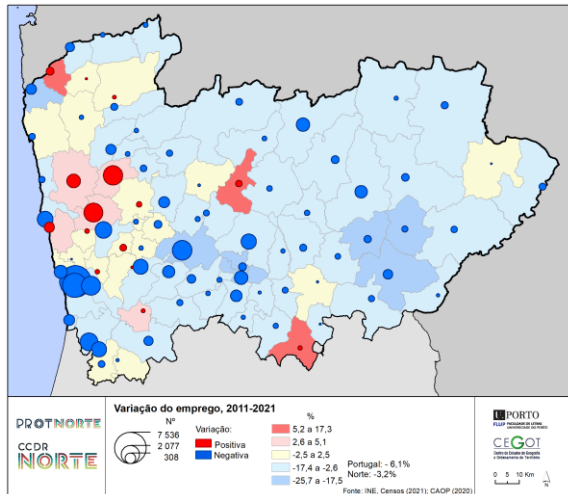 PROTNORTE
CCDR
NORTE
Variação do emprego, 2011-2021
Nº
7 536
2 077
308
Variação:
Positiva
Negativa
%
5,2 a 17,3
2,6 a 5,1
-2,5 a 2,5
-17,4 a -2,6
-25,7 a -17,5
Portugal: - 6,1%
Norte: -3,2%
U.PORTO
FLUP FACULDADE DE LETRAS
UNIVERSIDADE DO PORTO
CEGOT
Centro de Estudos de Geografia
e Ordenamento do Território
0 5 10 Km
Fonte: INE, Censos (2021); CAOP (2020)